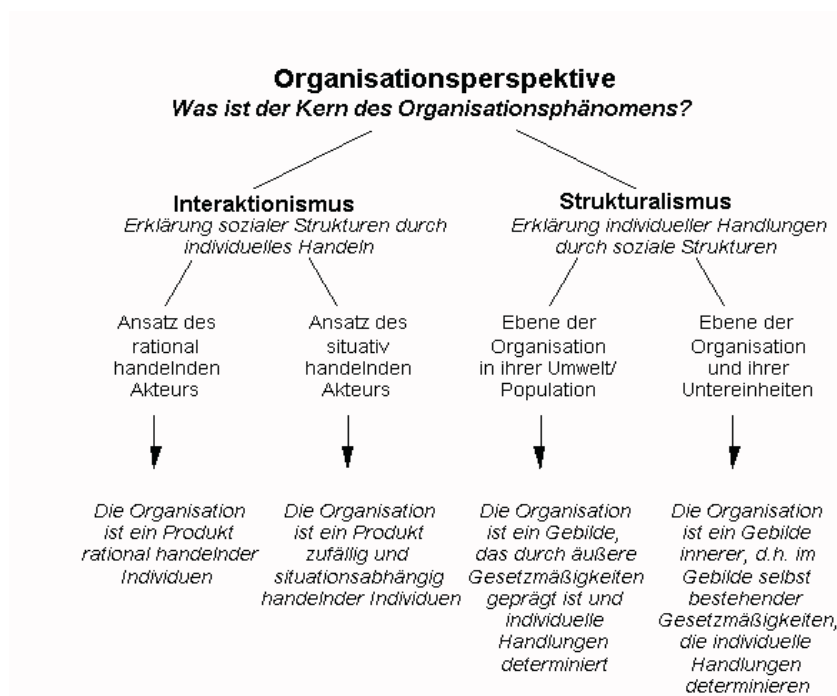 Organisationsperspektive
Was ist der Kern des Organisationsphänomens?
Interaktionismus
Erklärung sozialer Strukturen durch
individuelles Handeln
Strukturalismus
Erklärung individueller Handlungen
durch soziale Strukturen
Ansatz des
rational
handelnden
Akteurs
Ansatz des
situativ
handelnden
Akteurs
Ebene der
Organisation
in ihrer Umwelt/
Population
Ebene der
Organisation
und ihrer
Untereinheiten
Die Organisation
ist ein Produkt
rational handelnder
Individuen
Die Organisation
ist ein Produkt
zufällig und
situationsabhängig
handelnder Individuen
Die Organisation
ist ein Gebilde,
das durch äußere
Gesetzmäßigkeiten
geprägt ist und
individuelle
Handlungen
determiniert
Die Organisation
ist ein Gebilde
innerer, d.h. im
Gebilde selbst
bestehender
Gesetzmäßigkeiten,
die individuelle
Handlungen
determinieren